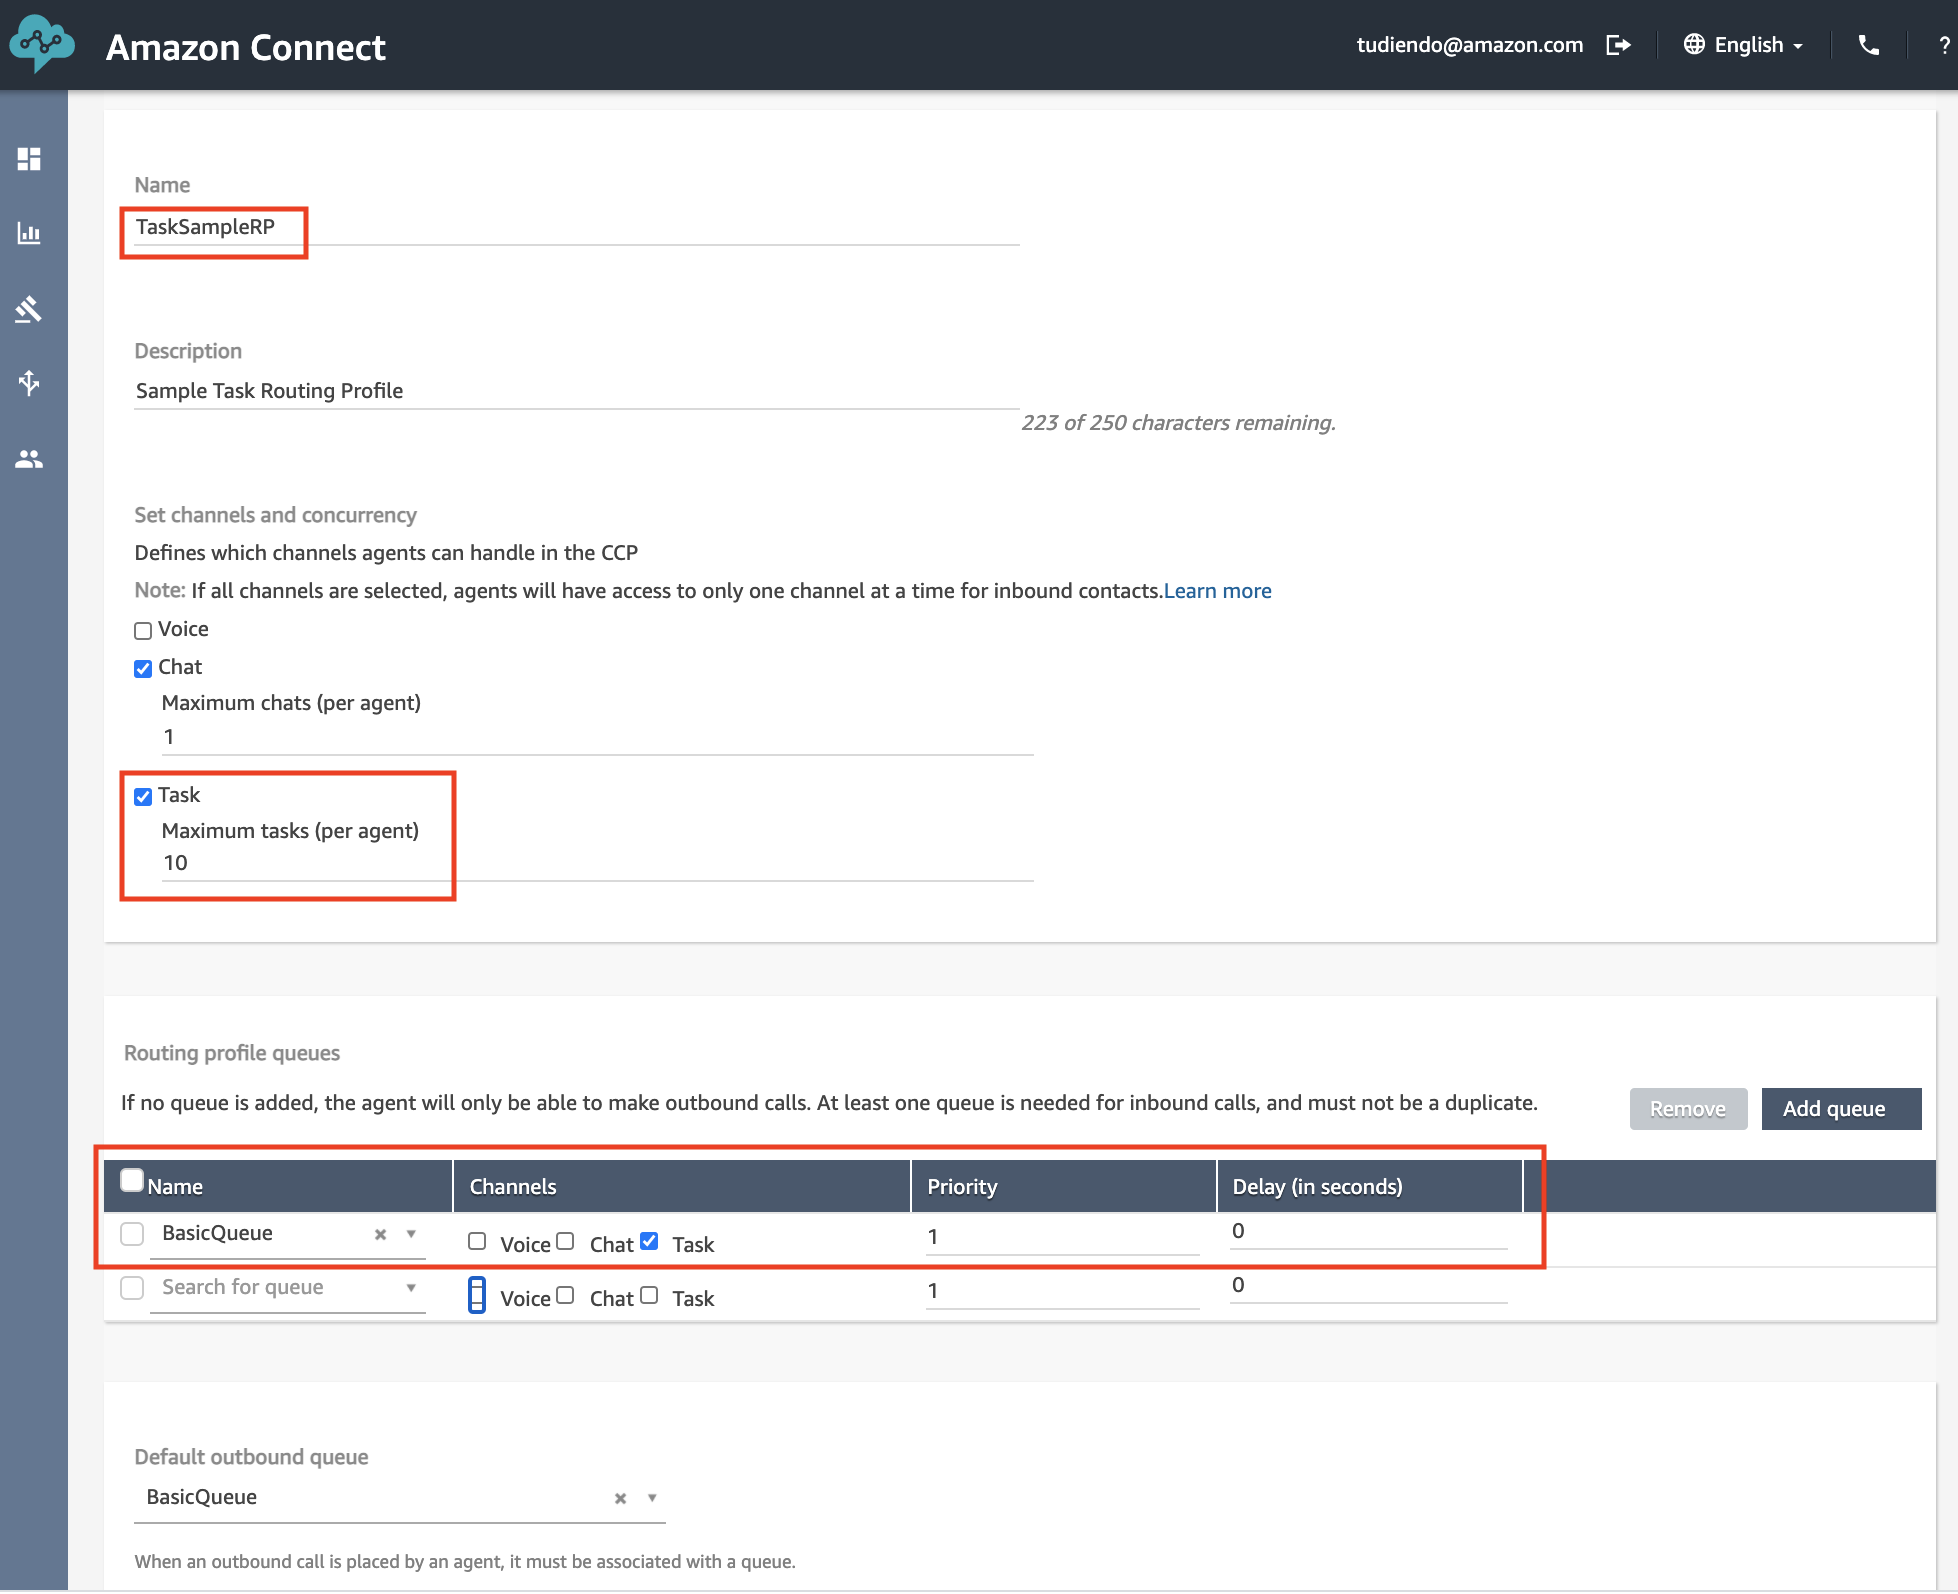 Amazon Connect
tudiendo@amazon.com English ?
Name
TaskSampleRP
Description
Sample Task Routing Profile
223 of 250 characters remaining.
Set channels and concurrency
Defines which channels agents can handle in the CCP
Note: If all channels are selected, agents will have access to only one channel at a time for inbound contacts.Learn more
Voice
Chat
Maximum chats (per agent)
1
Task
Maximum tasks (per agent)
10
Routing profile queues
If no queue is added, the agent will only be able to make outbound calls. At least one queue is needed for inbound calls, and must not be a duplicate.
Remove Add queue
Name Channels Priority Delay (in seconds)
BasicQueue Voice Chat Task 1 0
Search for queue Voice Chat Task 1 0
Default outbound queue
BasicQueue
When an outbound call is placed by an agent, it must be associated with a queue.